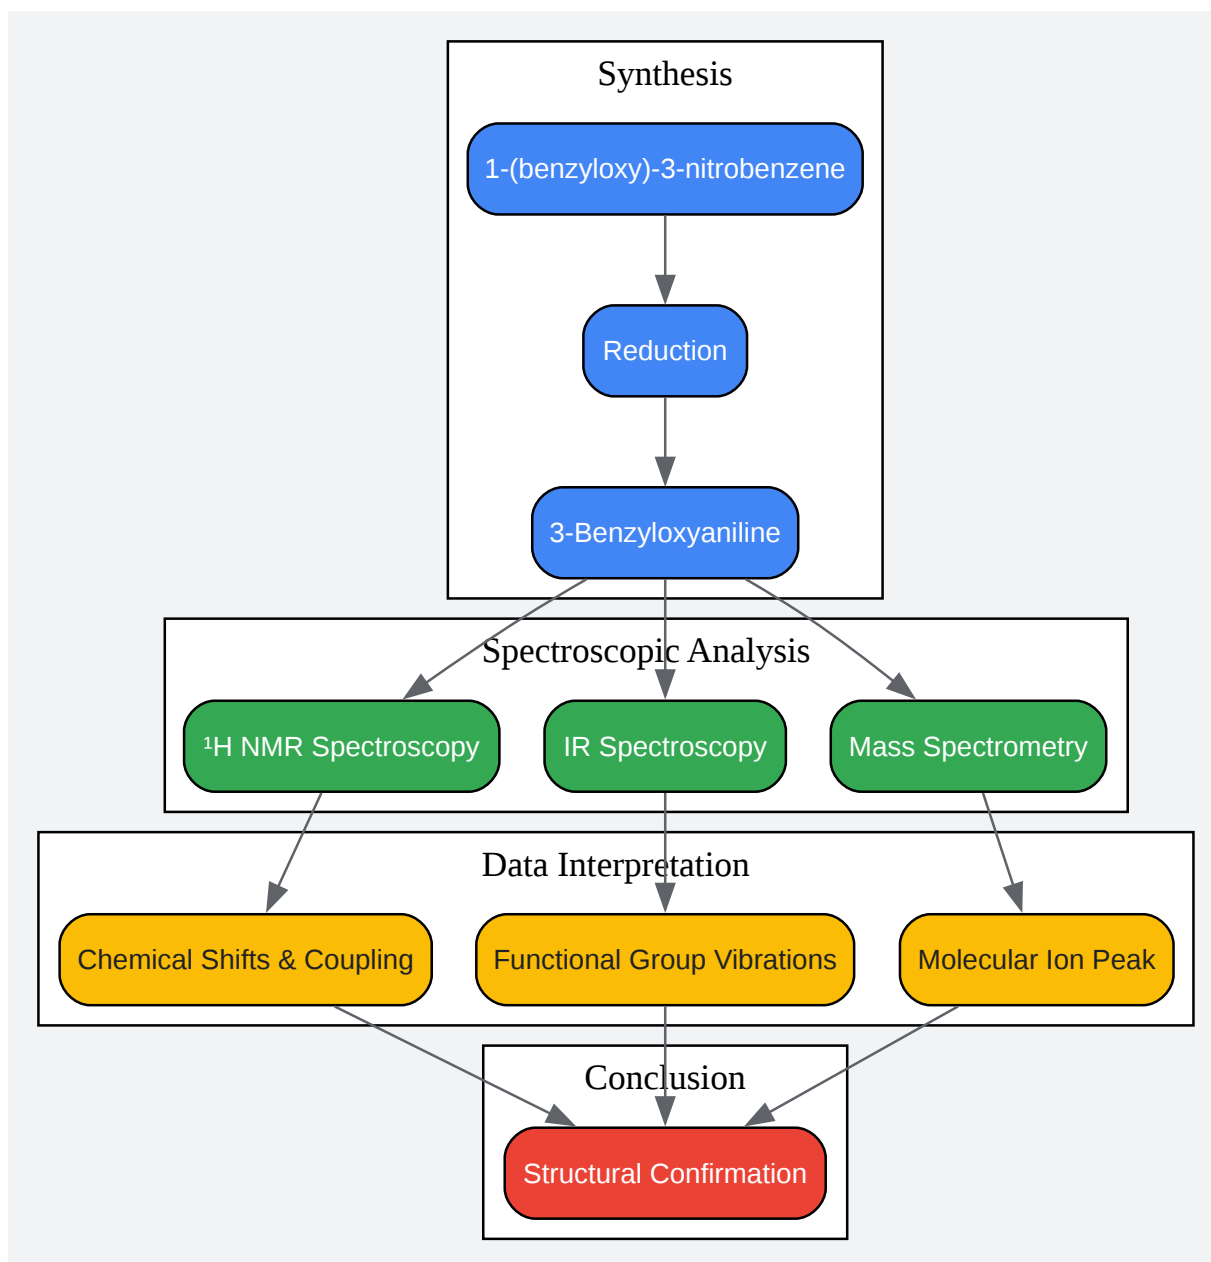 Synthesis
1-(benzyloxy)-3-nitrobenzene
Reduction
3-Benzyloxyaniline
Spectroscopic Analysis
¹H NMR Spectroscopy
IR Spectroscopy
Mass Spectrometry
Data Interpretation
Chemical Shifts & Coupling
Functional Group Vibrations
Molecular Ion Peak
Conclusion
Structural Confirmation